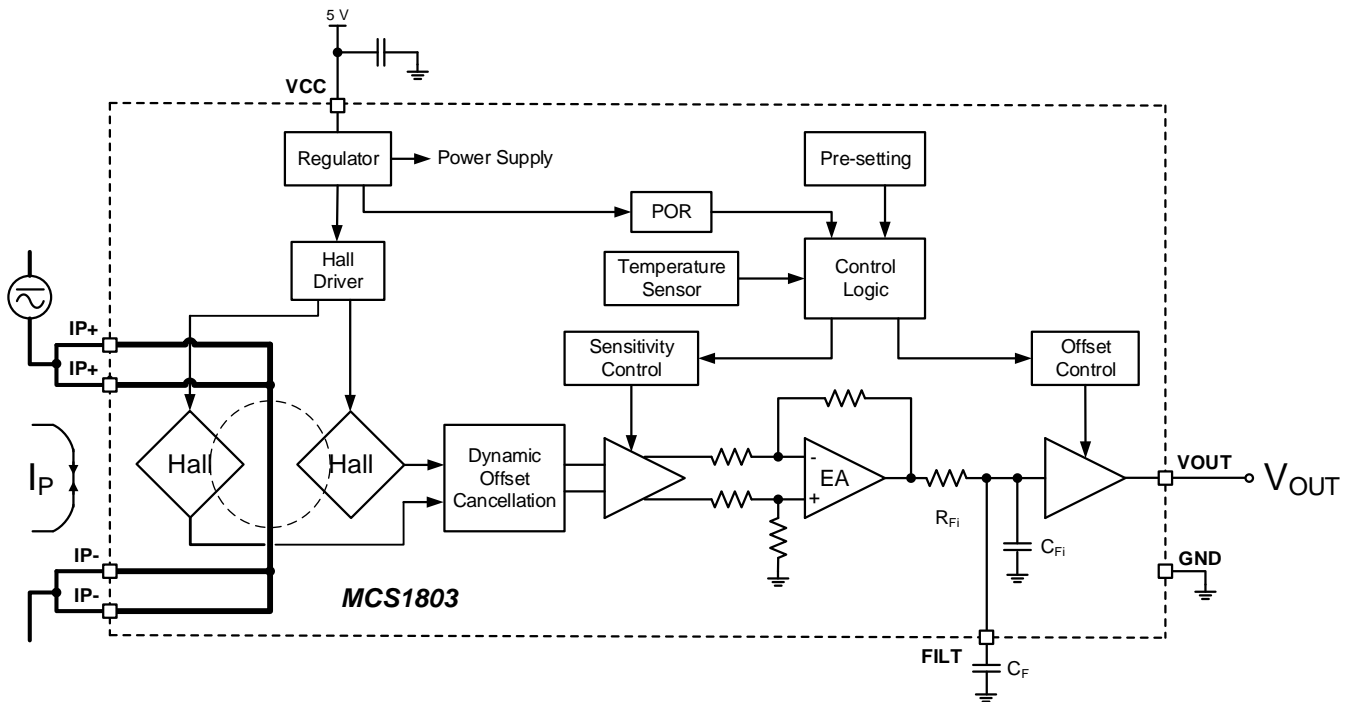 5 V
VCC
Regulator
Power Supply
Pre-setting
POR
Hall
Driver
Temperature
Sensor
Control
Logic
IP+
IP+
Sensitivity
Control
Offset
Control
Hall
Hall
Dynamic
Offset
Cancellation
-
EA
+
RFi
CFi
VOUT
VOUT
IP
IP-
IP-
GND
MCS1803
FILT
CF